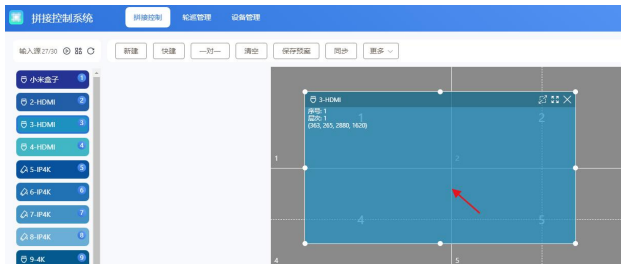 拼接控制系统 拼接控制 轮巡管理 设备管理
输入源 27/30 新建 快建 一对一 清空 保存预案 同步 更多
小米盒子 1
2-HDMI 2
3-HDMI 3
4-HDMI 4
5-IP4K 5
6-IP4K 6
7-IP4K 7
8-IP4K 8
9-4K 9
3-HDMI
序号: 1
层次: 1
(363, 265, 2880, 1620)
1 2
1 2
4 5
4 5